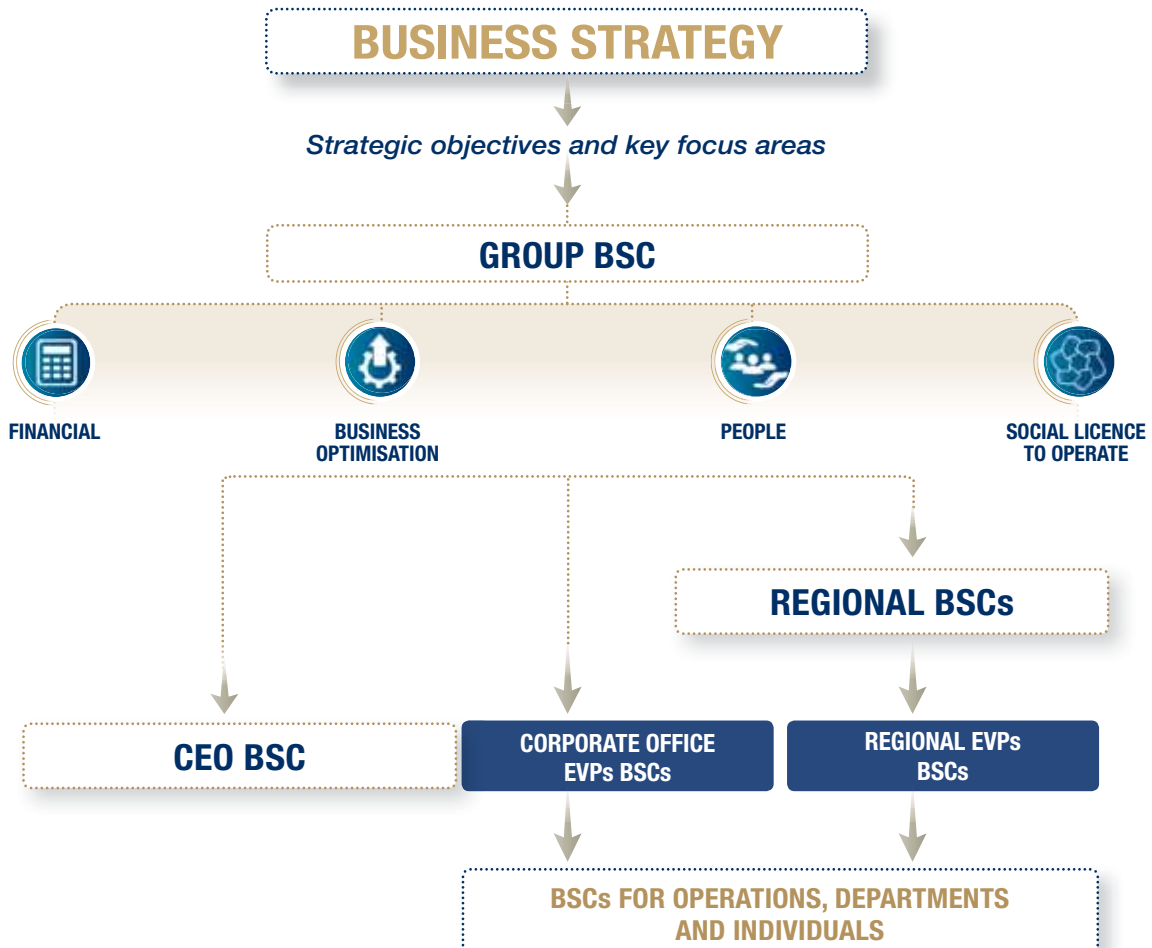 BUSINESS STRATEGY
Strategic objectives and key focus areas
GROUP BSC
FINANCIAL
BUSINESS
OPTIMISATION
PEOPLE
SOCIAL LICENCE
TO OPERATE
REGIONAL BSCs
CEO BSC
CORPORATE OFFICE
EVPs BSCs
REGIONAL EVPs
BSCs
BSCs FOR OPERATIONS, DEPARTMENTS
AND INDIVIDUALS